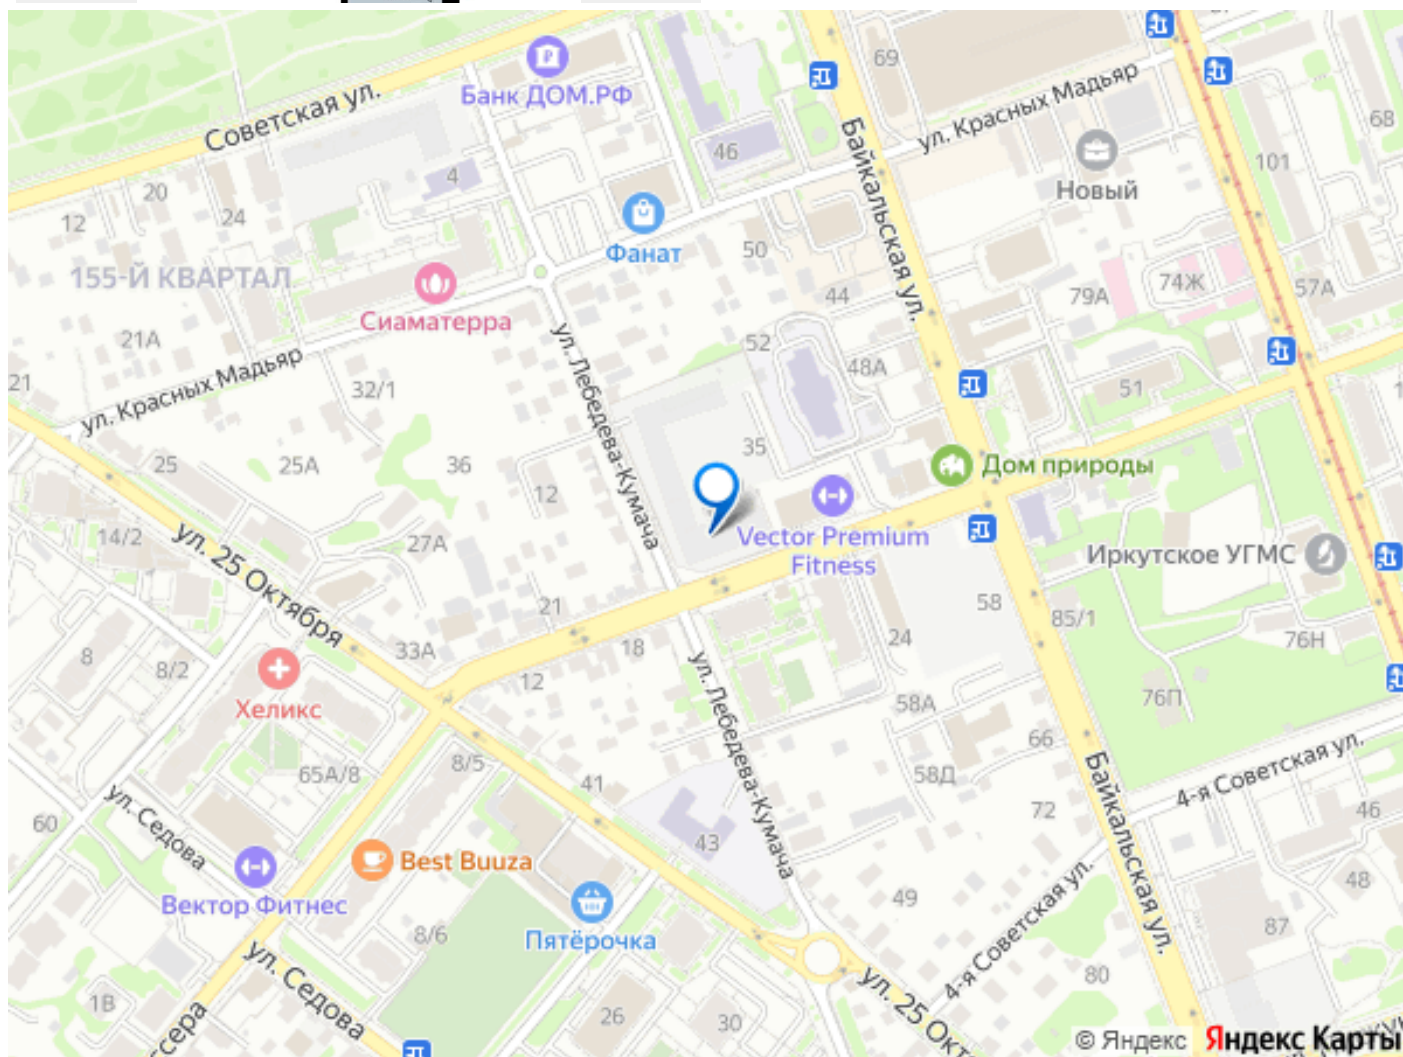 69
ул. Красных Мадьяр
Банк ДОМ.РФ
Советская ул.
68
46
101
4
Байкальская ул.
Новый
20
12
24
Фанат
50
155-Й КВАРТАЛ
44
79А
74Ж
57А
Сиаматерра
21А
ул. Лебедева-Кумача
52
48А
21
ул. Красных Мадьяр
32/1
51
35
25
25А
36
Дом природы
12
14/2
ул. 25 Октября
27А
Vector Premium
Fitness
Иркутское УГМС
21
58
85/1
33А
18
24
76Н
8
8/2
12
ул. Лебедева-Кумача
76П
Хеликс
58А
66
65А/8
8/5
41
58Д
4-я Советская ул.
72
46
60
ул. Седова
43
Байкальская ул.
Best Buuza
48
Вектор Фитнес
49
4-я Советская ул.
87
8/6
Пятёрочка
80
ул. Седова
1В
26
30
ул. 25 Окт
ссера
© Яндекс
Яндекс Карты